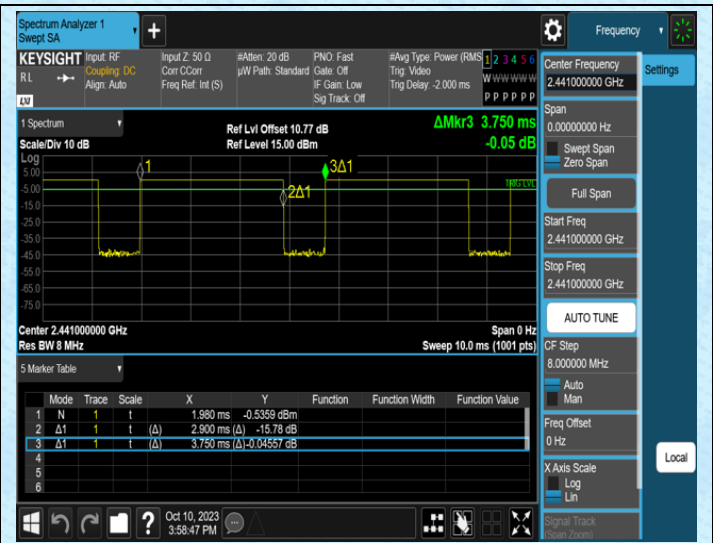 Spectrum Analyzer 1
Swept SA
+
Frequency
KEYSIGHT
RL
LXI
Input: RF
Coupling: DC
Align: Auto
Input Z: 50 Ω
Corr CCorr
Freq Ref: Int (S)
#Atten: 20 dB
µW Path: Standard
PNO: Fast
Gate: Off
IF Gain: Low
Sig Track: Off
#Avg Type: Power (RMS
Trig: Video
Trig Delay: -2.000 ms
1 2 3 4 5 6
W W W W W W
P P P P P P
1 Spectrum
Scale/Div 10 dB
Ref Lvl Offset 10.77 dB
Ref Level 15.00 dBm
ΔMkr3 3.750 ms
-0.05 dB
Log
5.00
-5.00
-15.0
-25.0
-35.0
-45.0
-55.0
-65.0
-75.0
1
2Δ1
3Δ1
TRIG LVL
Center 2.441000000 GHz
Res BW 8 MHz
Span 0 Hz
Sweep 10.0 ms (1001 pts)
5 Marker Table
Mode Trace Scale X Y Function Function Width Function Value
1 N 1 t 1.980 ms -0.5359 dBm
2 Δ1 1 t (Δ) 2.900 ms (Δ) -15.78 dB
3 Δ1 1 t (Δ) 3.750 ms (Δ) -0.04557 dB
4
5
6
?
Oct 10, 2023
3:58:47 PM
Center Frequency
2.441000000 GHz
Span
0.00000000 Hz
Swept Span
Zero Span
Full Span
Start Freq
2.441000000 GHz
Stop Freq
2.441000000 GHz
AUTO TUNE
CF Step
8.000000 MHz
Auto
Man
Freq Offset
0 Hz
X Axis Scale
Log
Lin
Signal Track
(Span Zoom)
Settings
Local